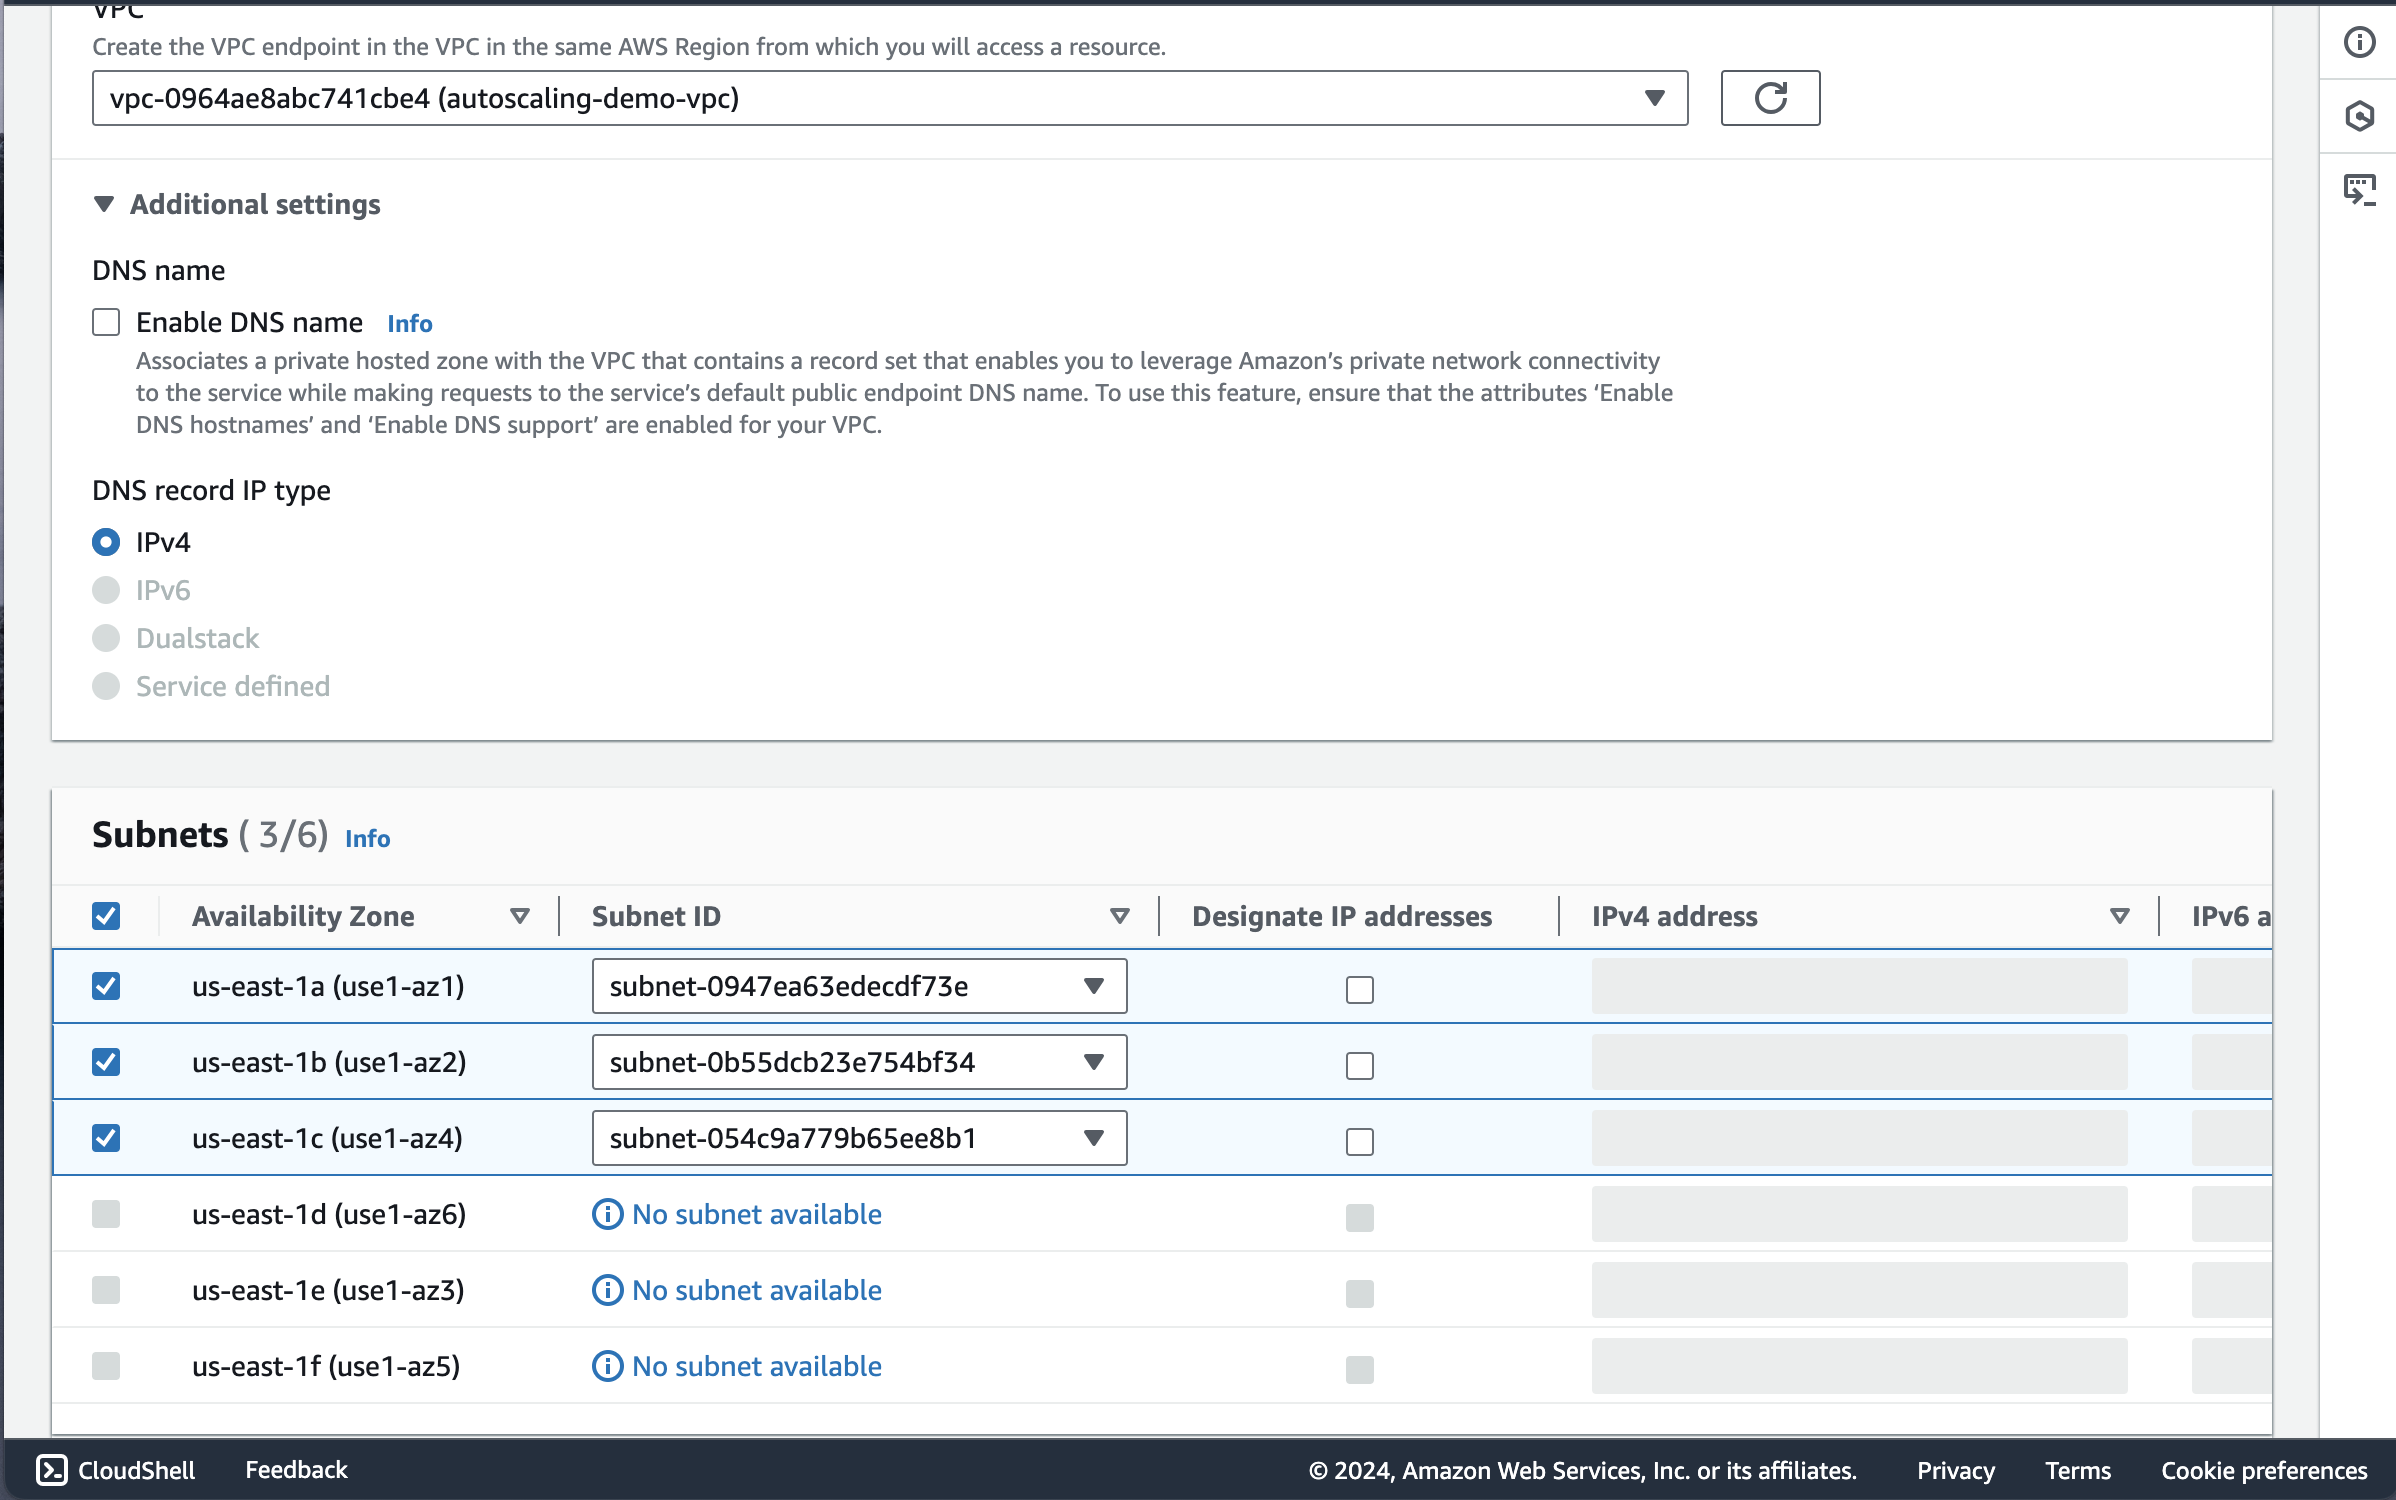 VPC
Create the VPC endpoint in the VPC in the same AWS Region from which you will access a resource.
vpc-0964ae8abc741cbe4 (autoscaling-demo-vpc)
Additional settings
DNS name
Enable DNS name Info
Associates a private hosted zone with the VPC that contains a record set that enables you to leverage Amazon’s private network connectivity
to the service while making requests to the service’s default public endpoint DNS name. To use this feature, ensure that the attributes ‘Enable
DNS hostnames’ and ‘Enable DNS support’ are enabled for your VPC.
DNS record IP type
IPv4
IPv6
Dualstack
Service defined
Subnets ( 3/6) Info
Availability Zone Subnet ID Designate IP addresses IPv4 address IPv6 a
us-east-1a (use1-az1) subnet-0947ea63edecdf73e
us-east-1b (use1-az2) subnet-0b55dcb23e754bf34
us-east-1c (use1-az4) subnet-054c9a779b65ee8b1
us-east-1d (use1-az6) No subnet available
us-east-1e (use1-az3) No subnet available
us-east-1f (use1-az5) No subnet available
CloudShell Feedback © 2024, Amazon Web Services, Inc. or its affiliates. Privacy Terms Cookie preferences